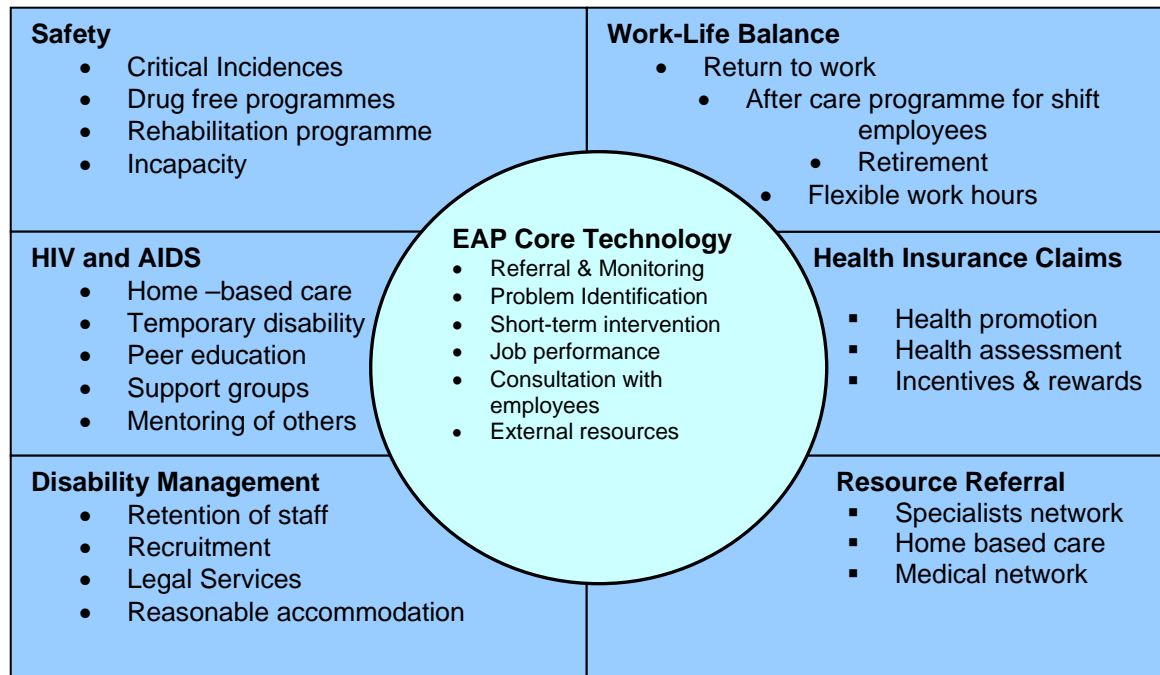 Safety
• Critical Incidences
• Drug free programmes
• Rehabilitation programme
• Incapacity
Work-Life Balance
• Return to work
• After care programme for shift
employees
• Retirement
• Flexible work hours
HIV and AIDS
• Home –based care
• Temporary disability
• Peer education
• Support groups
• Mentoring of others
EAP Core Technology
• Referral & Monitoring
• Problem Identification
• Short-term intervention
• Job performance
• Consultation with
employees
• External resources
Health Insurance Claims
▪ Health promotion
▪ Health assessment
▪ Incentives & rewards
Disability Management
• Retention of staff
• Recruitment
• Legal Services
• Reasonable accommodation
Resource Referral
▪ Specialists network
▪ Home based care
▪ Medical network